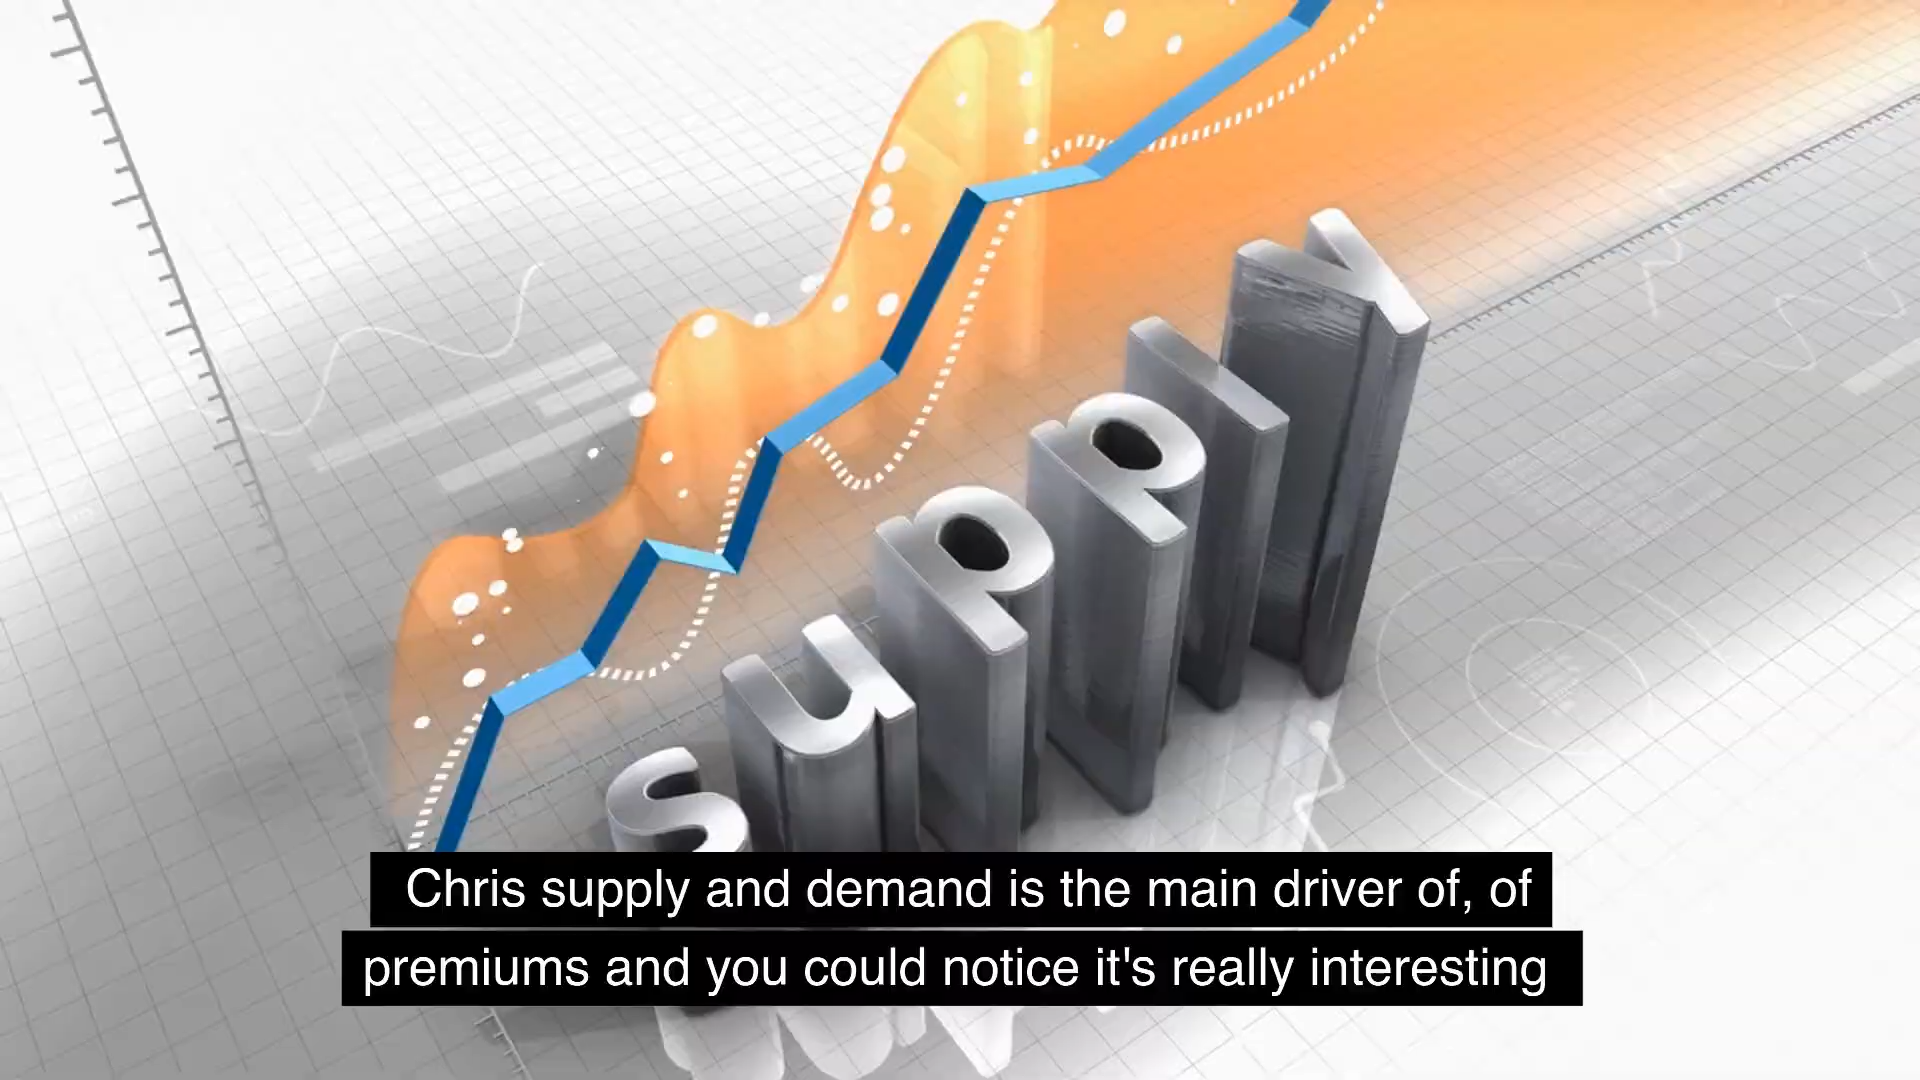 supply
Chris supply and demand is the main driver of, of
premiums and you could notice it's really interesting